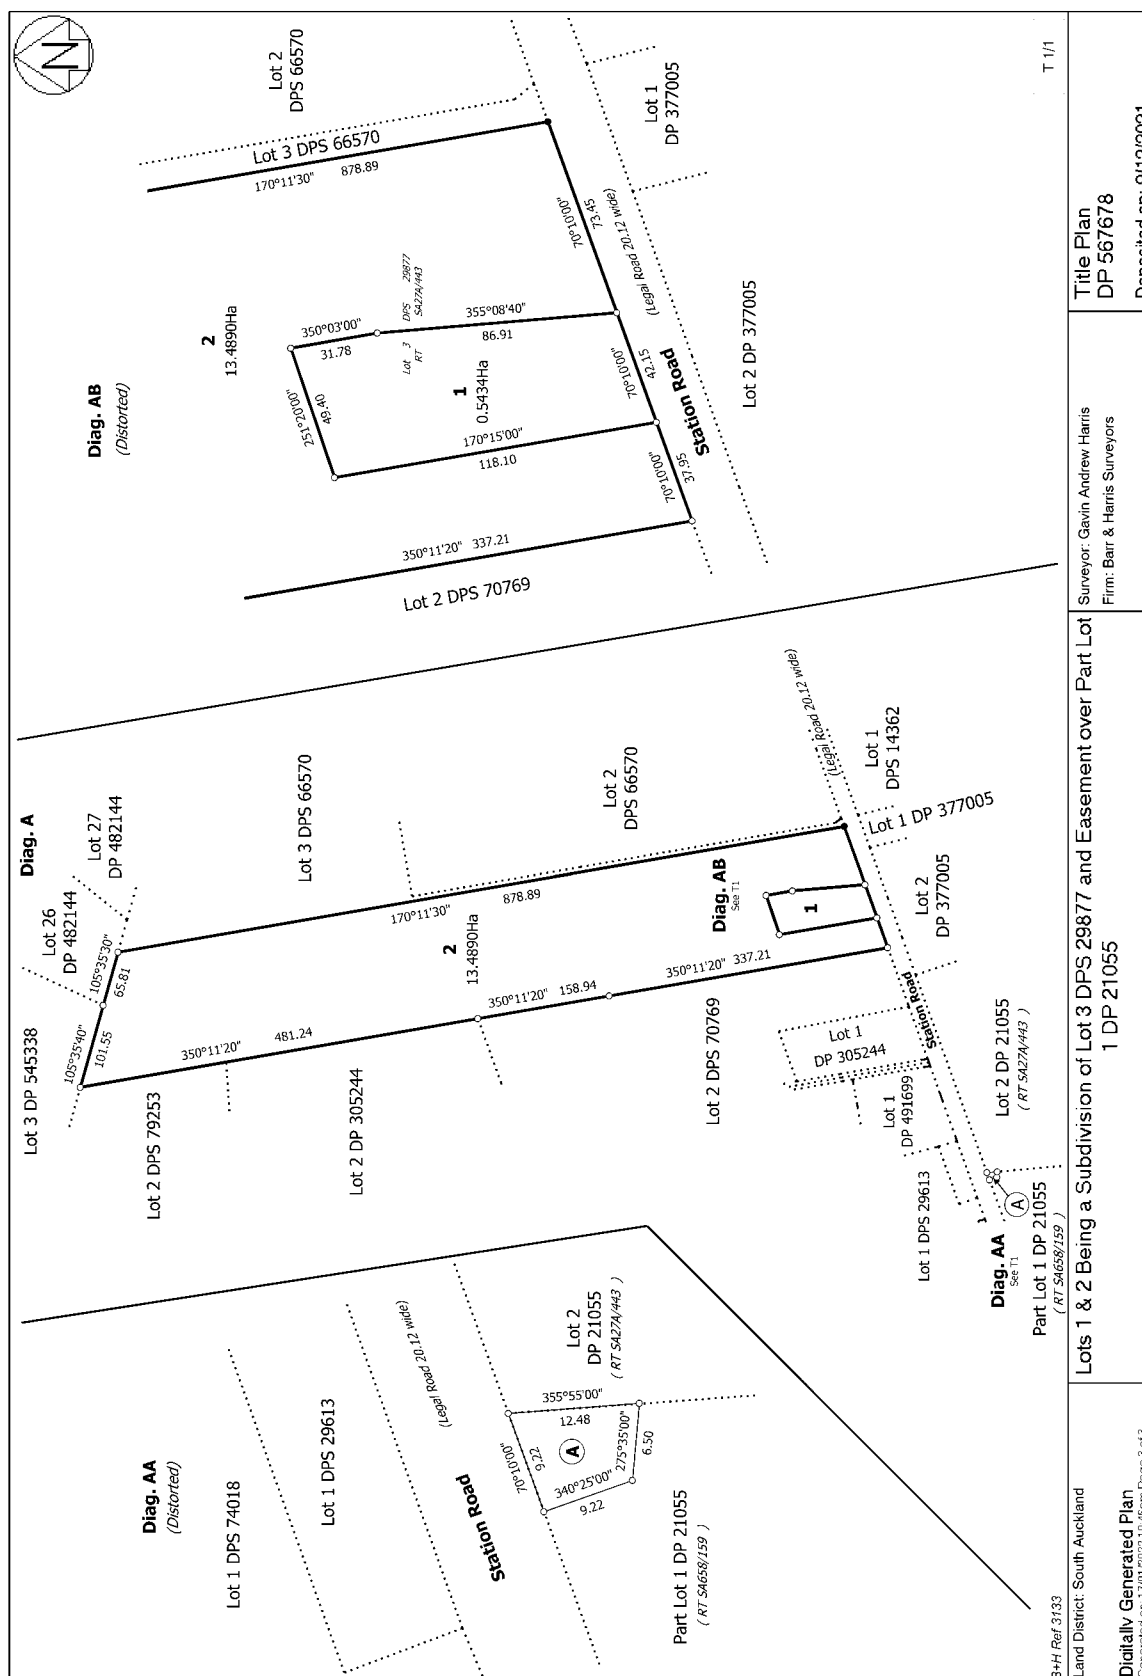 N
Diag. AB
(Distorted)
Lot 2
DPS 66570
Lot 3 DPS 66570
170°11'30" 878.89
2
13.4890Ha
350°03'00"
31.78
Lot 3 DPS 29877
RT SA27A/443
355°08'40"
86.91
251°20'00"
49.40
1
0.5434Ha
170°15'00"
118.10
70°10'00"
73.45
70°10'00"
42.15
70°10'00"
37.95
(Legal Road 20.12 wide)
Station Road
Lot 1
DP 377005
Lot 2 DP 377005
350°11'20" 337.21
Lot 2 DPS 70769
T 1/1
Diag. A
Lot 26
DP 482144
Lot 27
DP 482144
Lot 3 DP 545338
105°35'40"
101.55
105°35'30"
65.81
Lot 3 DPS 66570
Lot 2
DPS 66570
170°11'30"
878.89
2
13.4890Ha
350°11'20"
481.24
350°11'20" 158.94
350°11'20" 337.21
Lot 2 DPS 79253
Lot 2 DP 305244
Lot 2 DPS 70769
Diag. AB
See T1
1
(Legal Road 20.12 wide)
Lot 1
DPS 14362
Lot 1 DP 377005
Lot 2
DP 377005
Station Road
Lot 1
DP 305244
Lot 1
DP 491699
Lot 2 DP 21055
( RT SA27A/443 )
Lot 1 DPS 29613
Diag. AA
See T1
A
Part Lot 1 DP 21055
( RT SA658/159 )
Diag. AA
(Distorted)
Lot 1 DPS 74018
Lot 1 DPS 29613
(Legal Road 20.12 wide)
Station Road
Lot 2
DP 21055
( RT SA27A/443 )
355°55'00"
12.48
70°10'00"
9.22
A
340°25'00"
9.22
275°35'00"
6.50
Part Lot 1 DP 21055
( RT SA658/159 )
B+H Ref 3133
Land District: South Auckland
Digitally Generated Plan
Lots 1 & 2 Being a Subdivision of Lot 3 DPS 29877 and Easement over Part Lot
1 DP 21055
Surveyor: Gavin Andrew Harris
Firm: Barr & Harris Surveyors
Title Plan
DP 567678
Deposited on: 9/12/2021